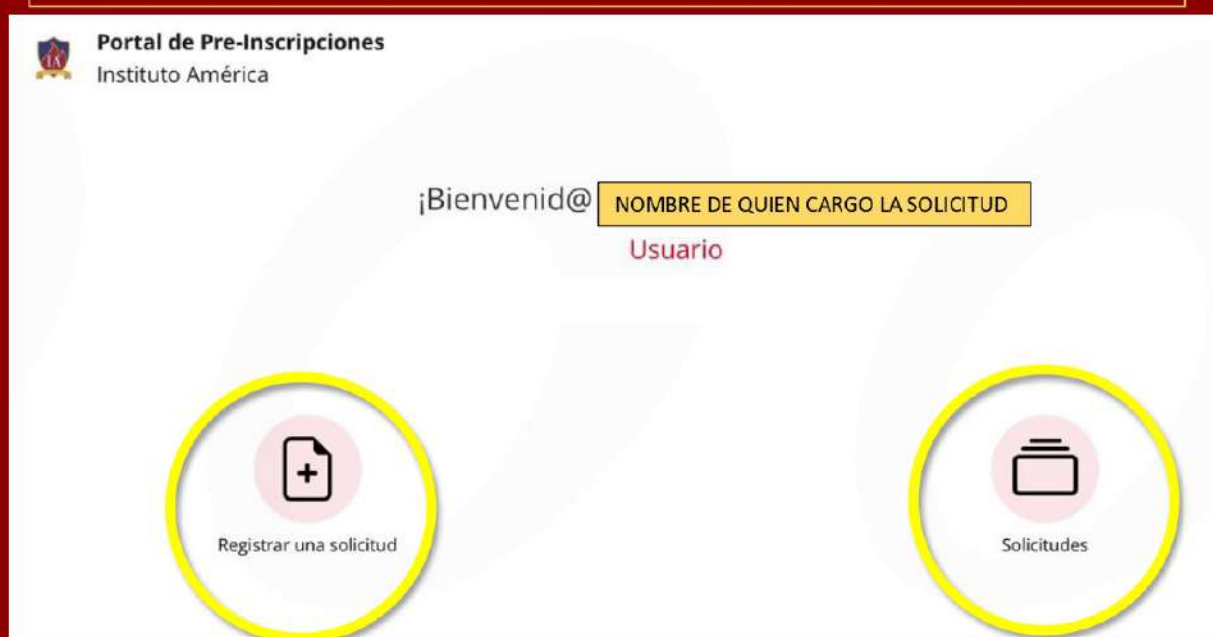 Portal de Pre-Inscripciones
Instituto América
¡Bienvenid@ NOMBRE DE QUIEN CARGO LA SOLICITUD
Usuario
Registrar una solicitud
Solicitudes